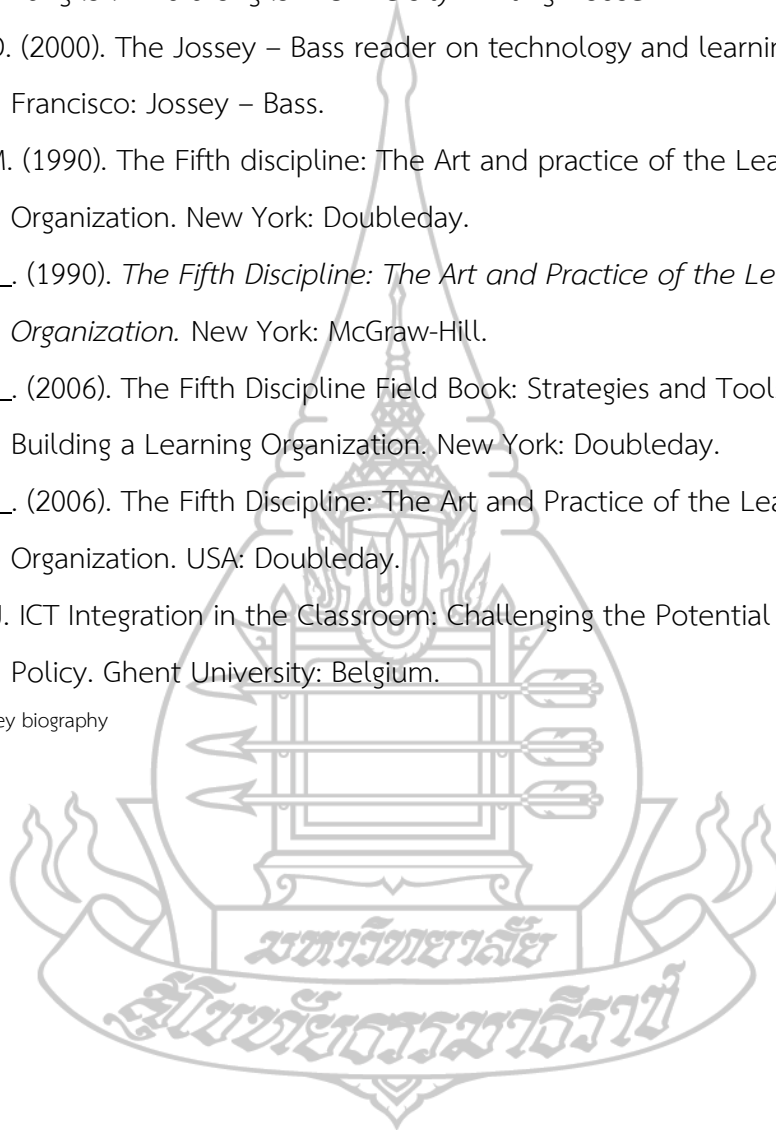 D. (2000). The Jossey – Bass reader on technology and learnin
Francisco: Jossey – Bass.
M. (1990). The Fifth discipline: The Art and practice of the Lea
Organization. New York: Doubleday.
_. (1990). The Fifth Discipline: The Art and Practice of the Le
Organization. New York: McGraw-Hill.
_. (2006). The Fifth Discipline Field Book: Strategies and Tool
Building a Learning Organization. New York: Doubleday.
_. (2006). The Fifth Discipline: The Art and Practice of the Lea
Organization. USA: Doubleday.
J. ICT Integration in the Classroom: Challenging the Potential
Policy. Ghent University: Belgium.
ey biography
มหาวิทยาลัย
สุโขทัยธรรมาธิราช